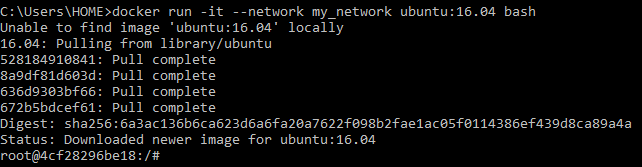 C:\Users\HOME>docker run -it --network my_network ubuntu:16.04 bash
Unable to find image 'ubuntu:16.04' locally
16.04: Pulling from library/ubuntu
528184910841: Pull complete
8a9df81d603d: Pull complete
636d9303bf66: Pull complete
672b5bdcef61: Pull complete
Digest: sha256:6a3ac136b6ca623d6a6fa20a7622f098b2fae1ac05f0114386ef439d8ca89a4a
Status: Downloaded newer image for ubuntu:16.04
root@4cf28296be18:/#